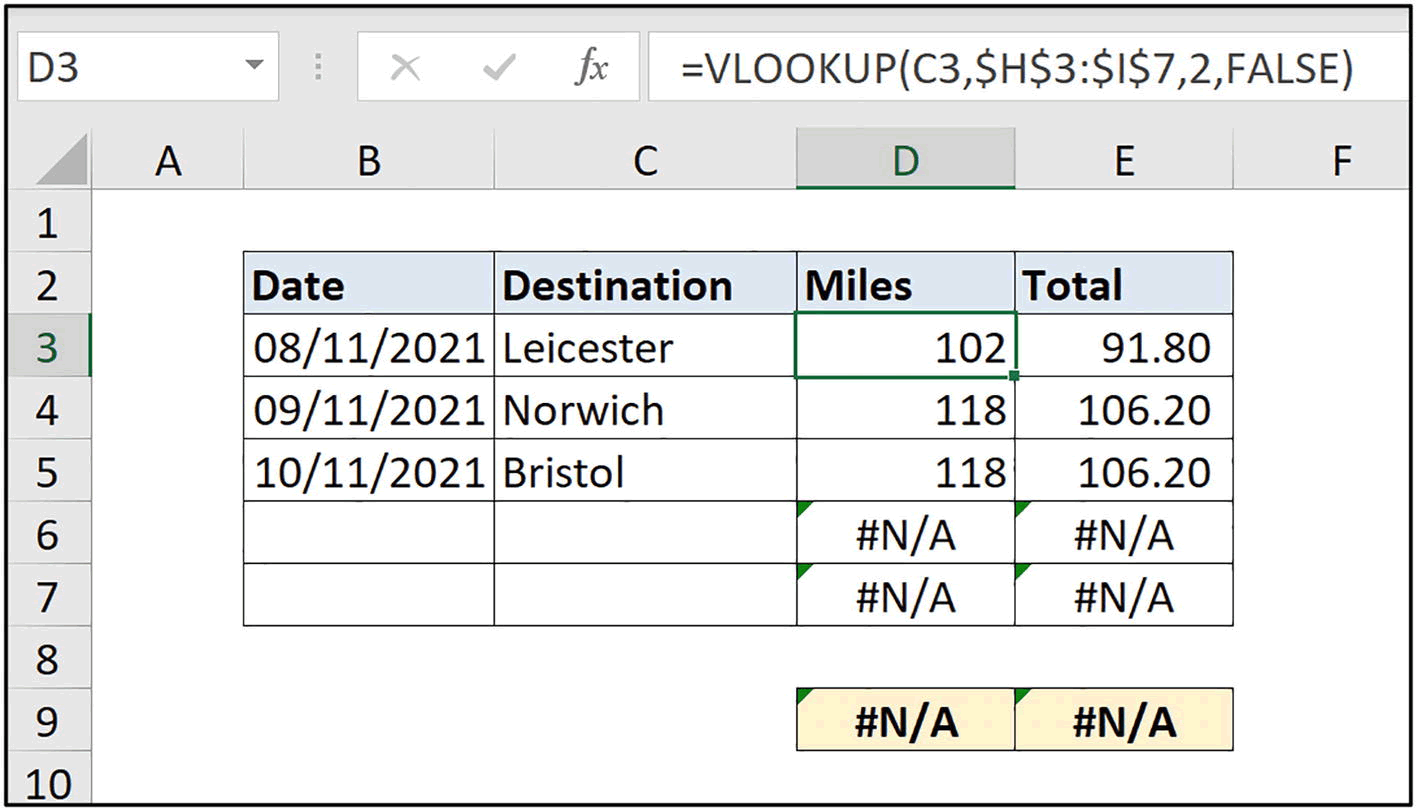 D3 fx =VLOOKUP(C3,$H$3:$I$7,2,FALSE)
A B C D E F
1
2 Date Destination Miles Total
3 08/11/2021 Leicester 102 91.80
4 09/11/2021 Norwich 118 106.20
5 10/11/2021 Bristol 118 106.20
6 #N/A #N/A
7 #N/A #N/A
8
9 #N/A #N/A
10